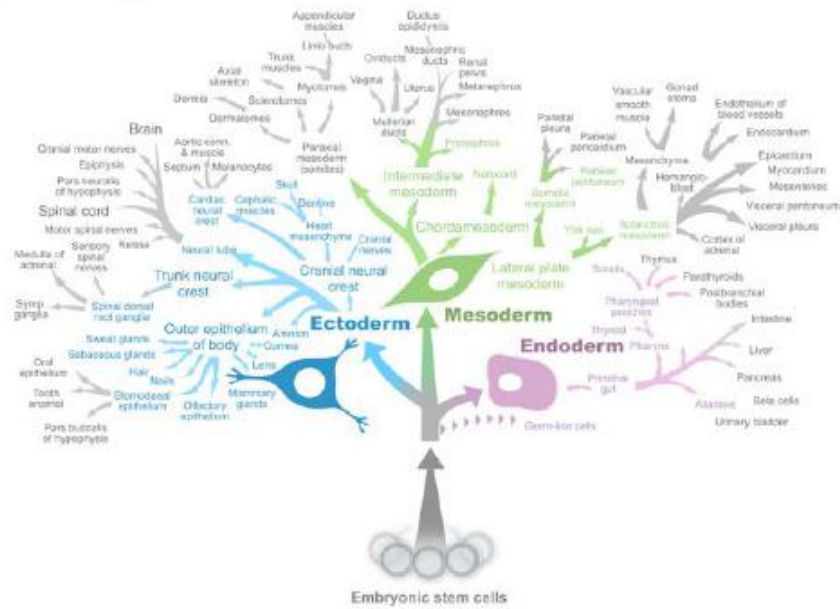 Appendicular
muscles
Limb buds
Trunk
muscles
Axial
skeleton
Myotomes
Dermis
Sclerotomes
Dermatomes
Paraxial
mesoderm
(somites)
Ductus
epididymis
Mesonephric
ducts
Oviducts
Renal
pelvis
Vagina
Uterus
Metanephros
Mullerian
ducts
Mesonephros
Pronephros
Intermediate
mesoderm
Notocord
Chordamesoderm
Parietal
pleura
Parietal
pericardium
Parietal
peritoneum
Somatic
mesoderm
Yolk sac
Splanchnic
mesoderm
Lateral plate
mesoderm
Vascular
smooth
muscle
Gonad
stroma
Mesenchyme
Hemangio-
blast
Endothelium of
blood vessels
Endocardium
Epicardium
Myocardium
Mesenteries
Visceral peritoneum
Visceral pleura
Cortex of
adrenal
Brain
Cranial motor nerves
Epiphysis
Pars neuralis
of hypophysis
Spinal cord
Motor spinal nerves
Retina
Neural tube
Septum
Melanocytes
Cardiac
neural
crest
Cephalic
muscles
Skull
Dentine
Heart
mesenchyme
Cranial
nerves
Cranial neural
crest
Medulla of
adrenal
Sensory
spinal
nerves
Trunk neural
crest
Symp.
ganglia
Spinal dorsal
root ganglia
Outer epithelium
of body
Sweat glands
Sebaceous glands
Hair
Nails
Oral
epithelium
Tooth
enamel
Stomodeal epithelium
Pars buccalis
of hypophysis
Olfactory
epithelium
Mammary
glands
Lens
Cornea
Amnion
Ectoderm
Mesoderm
Endoderm
Thymus
Parathyroids
Postbranchial
bodies
Pharyngeal
pouches
Thyroid
Pharynx
Primitive
gut
Intestine
Liver
Pancreas
Beta cells
Allantois
Urinary bladder
Germ-line cells
Embryonic stem cells